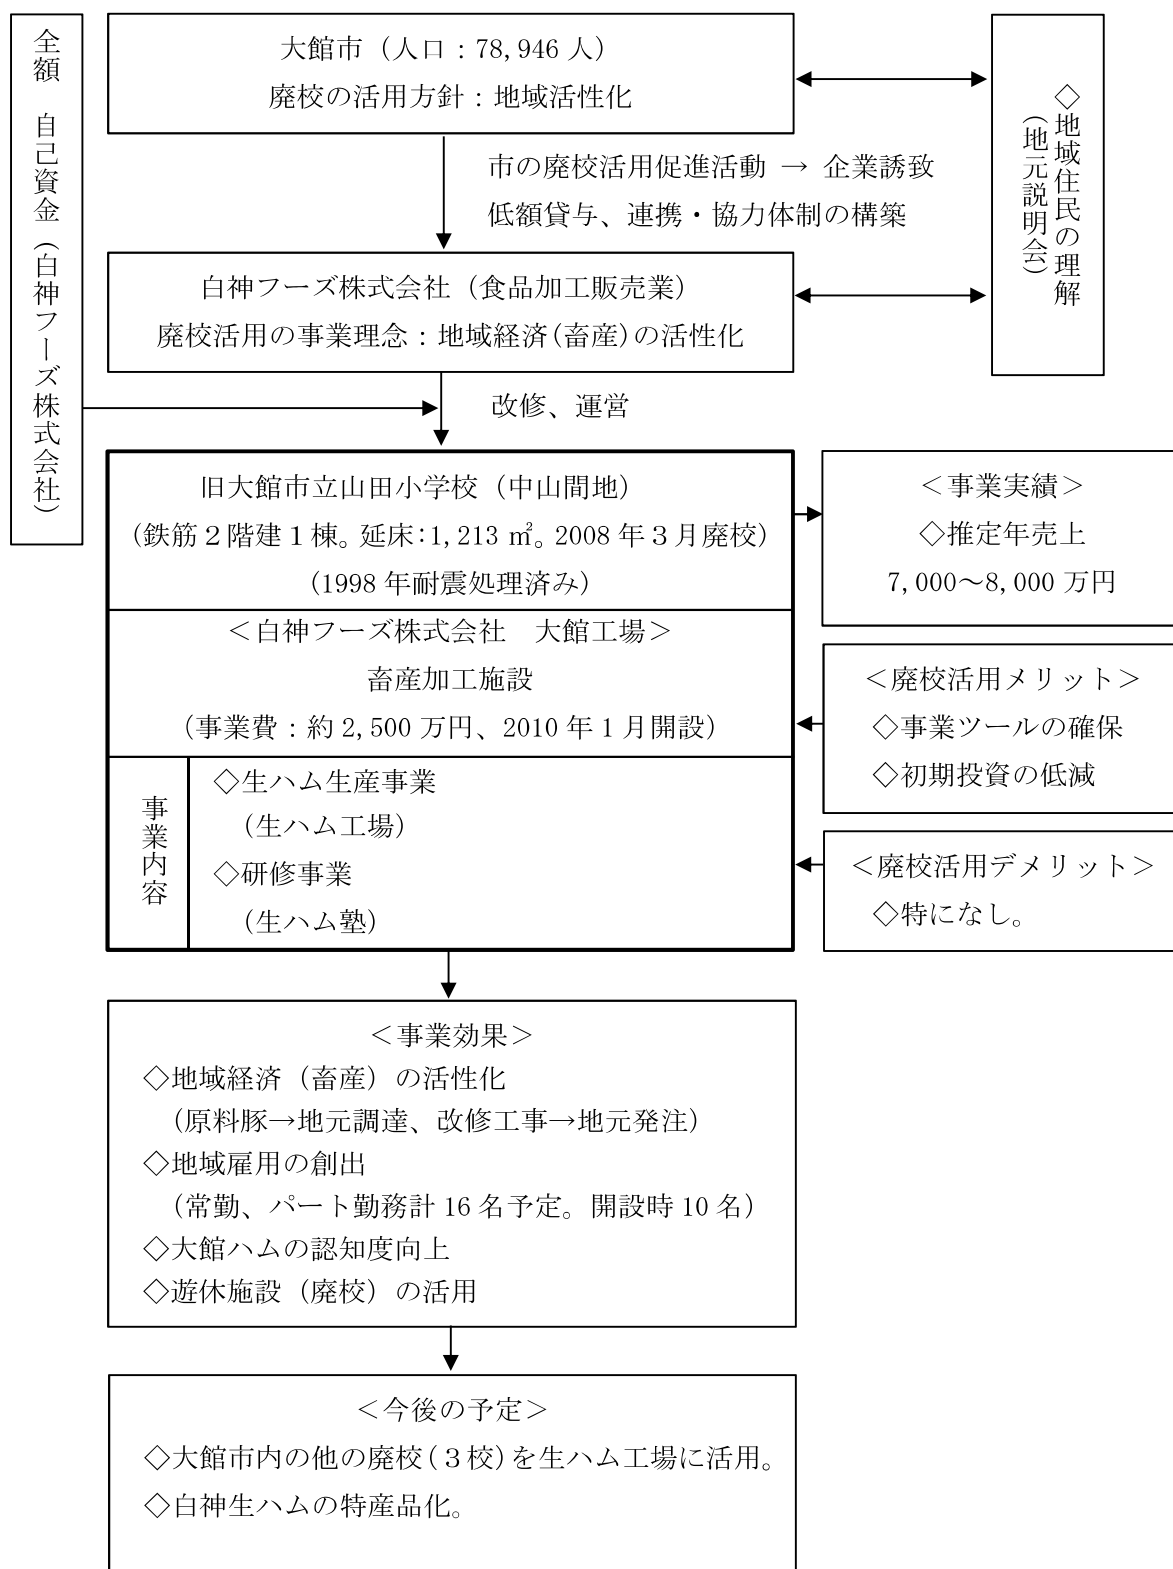 全額　自己資金（白神フーズ株式会社）
大館市（人口：78,946 人）
廃校の活用方針：地域活性化
◇地域住民の理解
（地元説明会）
市の廃校活用促進活動 → 企業誘致
低額貸与、連携・協力体制の構築
白神フーズ株式会社（食品加工販売業）
廃校活用の事業理念：地域経済(畜産)の活性化
改修、運営
旧大館市立山田小学校（中山間地）
(鉄筋２階建１棟。延床：1,213 ㎡。2008 年３月廃校)
(1998 年耐震処理済み)
＜白神フーズ株式会社　大館工場＞
畜産加工施設
（事業費：約 2,500 万円、2010 年１月開設）
事業内容
◇生ハム生産事業
（生ハム工場）
◇研修事業
（生ハム塾）
＜事業実績＞
◇推定年売上
7,000～8,000 万円
＜廃校活用メリット＞
◇事業ツールの確保
◇初期投資の低減
＜廃校活用デメリット＞
◇特になし。
＜事業効果＞
◇地域経済（畜産）の活性化
（原料豚→地元調達、改修工事→地元発注）
◇地域雇用の創出
（常勤、パート勤務計 16 名予定。開設時 10 名）
◇大館ハムの認知度向上
◇遊休施設（廃校）の活用
＜今後の予定＞
◇大館市内の他の廃校(３校)を生ハム工場に活用。
◇白神生ハムの特産品化。